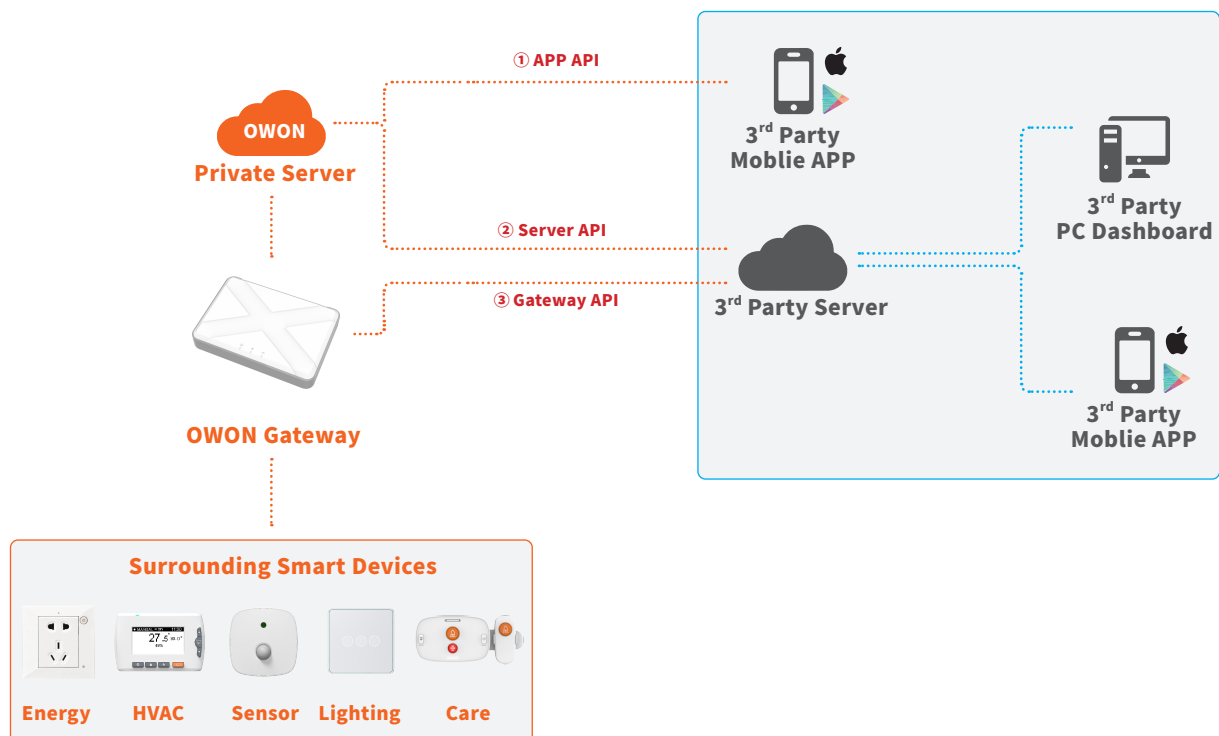 ① APP API
OWON
Private Server
3rd Party
Moblie APP
② Server API
3rd Party
PC Dashboard
③ Gateway API
3rd Party Server
OWON Gateway
3rd Party
Moblie APP
Surrounding Smart Devices
27.5°
Energy
HVAC
Sensor
Lighting
Care